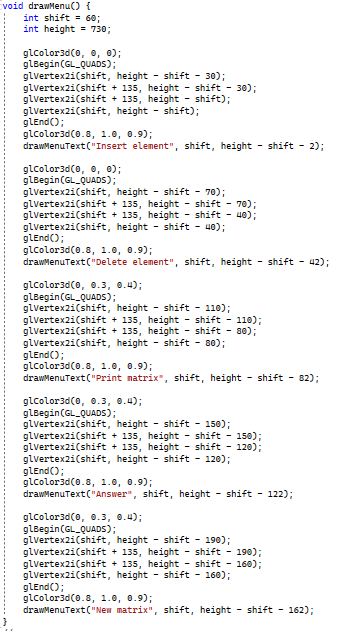 void drawMenu() {
    int shift = 60;
    int height = 730;

    glColor3d(0, 0, 0);
    glBegin(GL_QUADS);
    glVertex2i(shift, height - shift - 30);
    glVertex2i(shift + 135, height - shift - 30);
    glVertex2i(shift + 135, height - shift);
    glVertex2i(shift, height - shift);
    glEnd();
    glColor3d(0.8, 1.0, 0.9);
    drawMenuText("Insert element", shift, height - shift - 2);

    glColor3d(0, 0, 0);
    glBegin(GL_QUADS);
    glVertex2i(shift, height - shift - 70);
    glVertex2i(shift + 135, height - shift - 70);
    glVertex2i(shift + 135, height - shift - 40);
    glVertex2i(shift, height - shift - 40);
    glEnd();
    glColor3d(0.8, 1.0, 0.9);
    drawMenuText("Delete element", shift, height - shift - 42);

    glColor3d(0, 0.3, 0.4);
    glBegin(GL_QUADS);
    glVertex2i(shift, height - shift - 110);
    glVertex2i(shift + 135, height - shift - 110);
    glVertex2i(shift + 135, height - shift - 80);
    glVertex2i(shift, height - shift - 80);
    glEnd();
    glColor3d(0.8, 1.0, 0.9);
    drawMenuText("Print matrix", shift, height - shift - 82);

    glColor3d(0, 0.3, 0.4);
    glBegin(GL_QUADS);
    glVertex2i(shift, height - shift - 150);
    glVertex2i(shift + 135, height - shift - 150);
    glVertex2i(shift + 135, height - shift - 120);
    glVertex2i(shift, height - shift - 120);
    glEnd();
    glColor3d(0.8, 1.0, 0.9);
    drawMenuText("Answer", shift, height - shift - 122);

    glColor3d(0, 0.3, 0.4);
    glBegin(GL_QUADS);
    glVertex2i(shift, height - shift - 190);
    glVertex2i(shift + 135, height - shift - 190);
    glVertex2i(shift + 135, height - shift - 160);
    glVertex2i(shift, height - shift - 160);
    glEnd();
    glColor3d(0.8, 1.0, 0.9);
    drawMenuText("New matrix", shift, height - shift - 162);
}